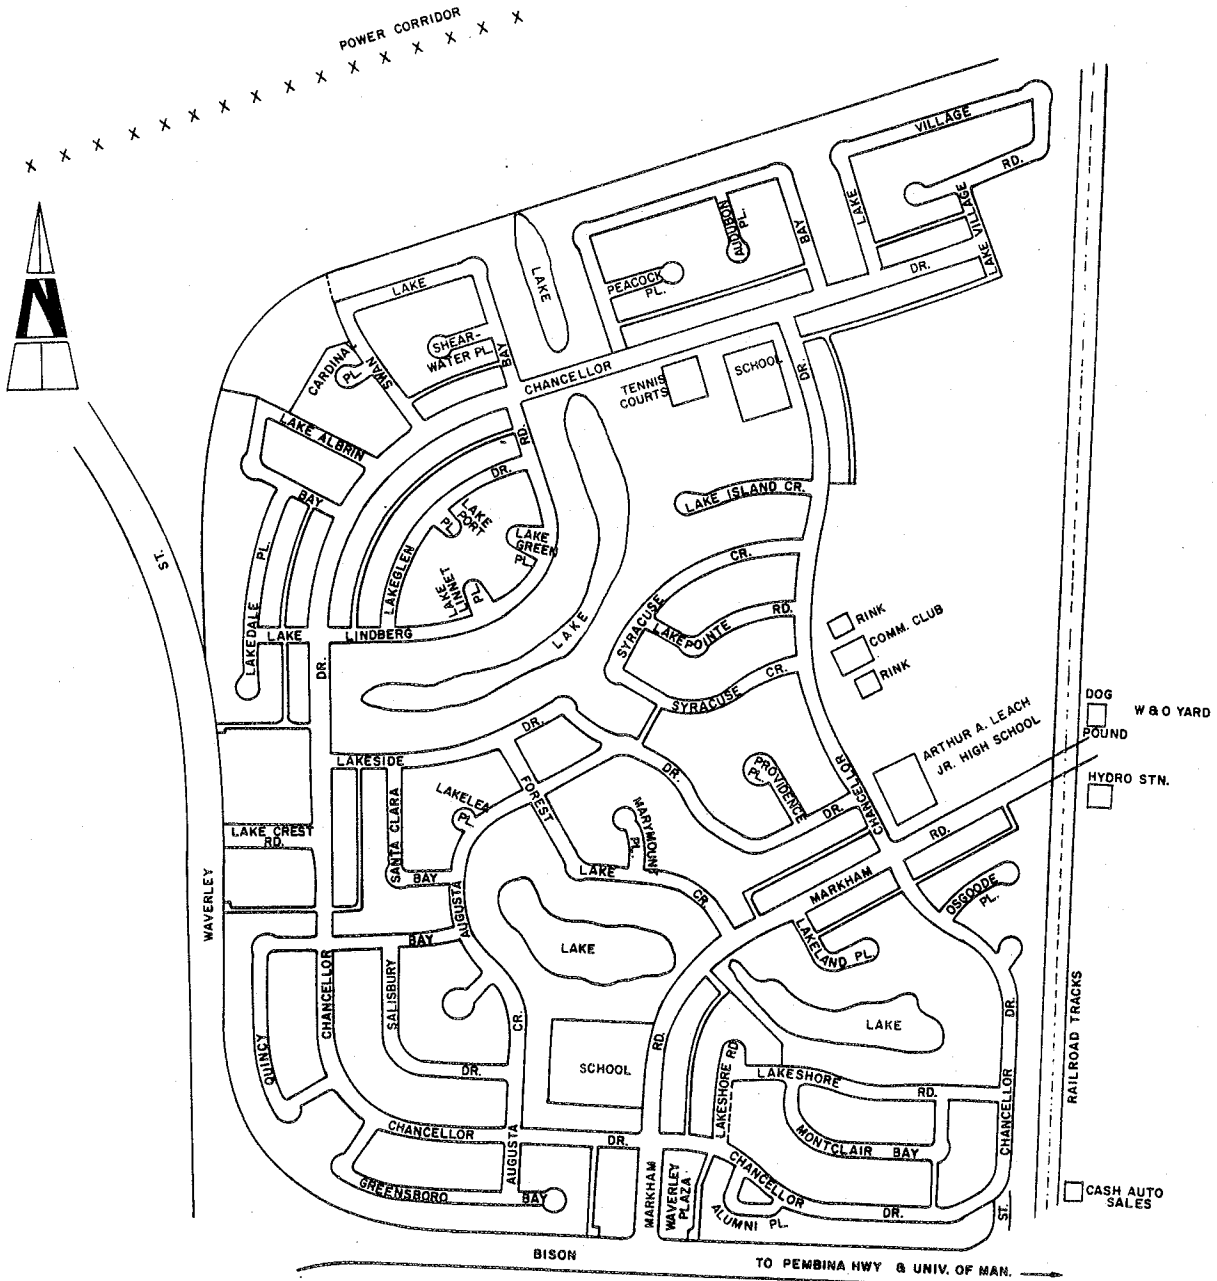 POWER CORRIDOR
X X X X X X X X X X X X X X X X
N
VILLAGE
RD.
LAKE
LAKE VILLAGE
DR.
BAY
AUDUBON
PL.
PEACOCK
PL.
LAKE
LAKE
SHEAR-
WATER PL.
BAY
SWAN
CARDINAL
PL.
CHANCELLOR
TENNIS
COURTS
SCHOOL
DR.
LAKE ALBRIN
BAY
RD.
DR.
LAKE
PORT
PL.
LAKE
GREEN
PL.
LAKEGLEN
LAKE
LINNET
PL.
LAKE ISLAND CR.
CR.
SYRACUSE
LAKEPOINTE
RD.
SYRACUSE
CR.
LAKE
ST.
LAKEDALE
PL.
LAKE
LINDBERG
DR.
RINK
COMM. CLUB
RINK
DOG
POUND
W & O YARD
HYDRO STN.
ARTHUR A. LEACH
JR. HIGH SCHOOL
LAKESIDE
DR.
DR.
PROVIDENCE
PL.
DR.
CHANCELLOR
FOREST
LAKELEA
PL.
MARYMOUNT
PL.
LAKE
CR.
SANTA CLARA
BAY
LAKE CREST
RD.
WAVERLEY
AUGUSTA
MARKHAM
RD.
OSGOODE
PL.
LAKELAND PL.
LAKE
BAY
CHANCELLOR
SALISBURY
DR.
CR.
QUINCY
LAKE
SCHOOL
RD.
LAKESHORE RD.
LAKESHORE
RD.
MONTCLAIR BAY
DR.
CHANCELLOR
RAILROAD TRACKS
CHANCELLOR
DR.
AUGUSTA
GREENSBORO
BAY
MARKHAM
WAVERLEY
PLAZA
CHANCELLOR
DR.
ALUMNI PL.
ST.
CASH AUTO
SALES
BISON
TO PEMBINA HWY & UNIV. OF MAN.